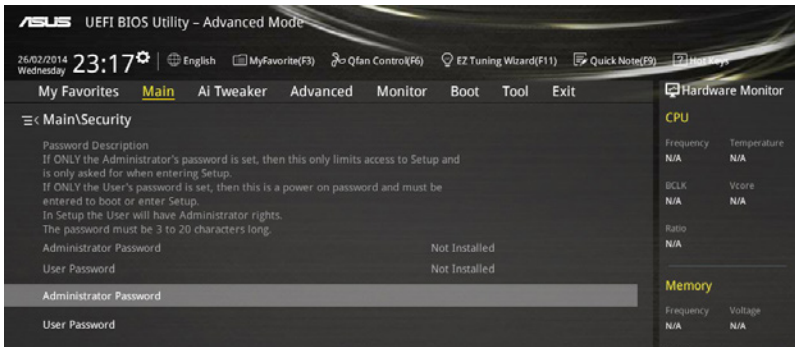 ASUS UEFI BIOS Utility – Advanced Mode
26/02/2014
Wednesday
23:17
English
MyFavorite(F3)
Qfan Control(F6)
EZ Tuning Wizard(F11)
Quick Note(F9)
Hot Keys
My Favorites Main Ai Tweaker Advanced Monitor Boot Tool Exit
Main\Security
Password Description
If ONLY the Administrator's password is set, then this only limits access to Setup and
is only asked for when entering Setup.
If ONLY the User's password is set, then this is a power on password and must be
entered to boot or enter Setup.
In Setup the User will have Administrator rights.
The password must be 3 to 20 characters long.
Administrator Password Not Installed
User Password Not Installed
Administrator Password
User Password
Hardware Monitor
CPU
Frequency Temperature
N/A N/A
BCLK Vcore
N/A N/A
Ratio
N/A
Memory
Frequency Voltage
N/A N/A